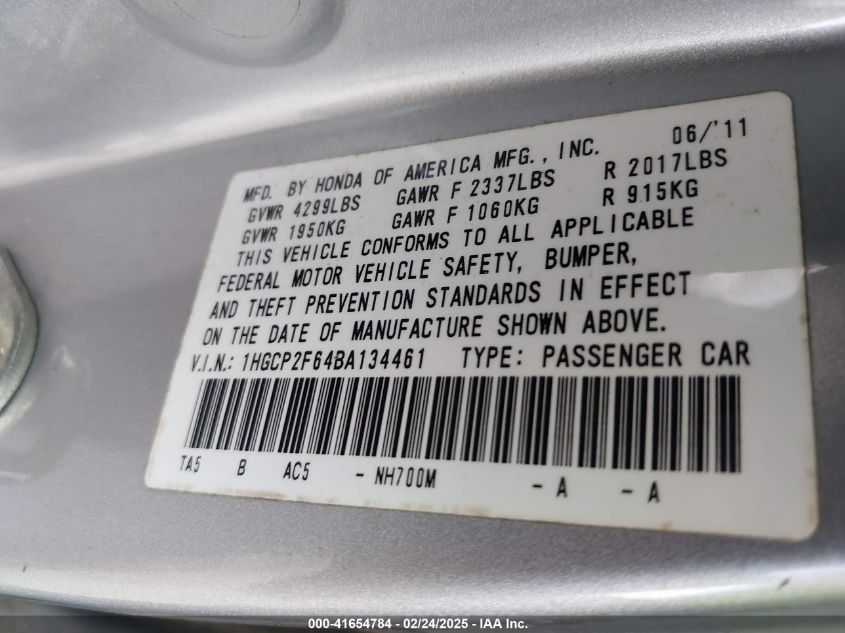 06/'11
MFD. BY HONDA OF AMERICA MFG., INC.
GVWR 4299LBS GAWR F 2337LBS R 2017LBS
GVWR 1950KG GAWR F 1060KG R 915KG
THIS VEHICLE CONFORMS TO ALL APPLICABLE
FEDERAL MOTOR VEHICLE SAFETY, BUMPER,
AND THEFT PREVENTION STANDARDS IN EFFECT
ON THE DATE OF MANUFACTURE SHOWN ABOVE.
V.I.N.: 1HGCP2F64BA134461 TYPE: PASSENGER CAR
TA5 B AC5 - NH700M - A - A
000-41654784 - 02/24/2025 - IAA Inc.